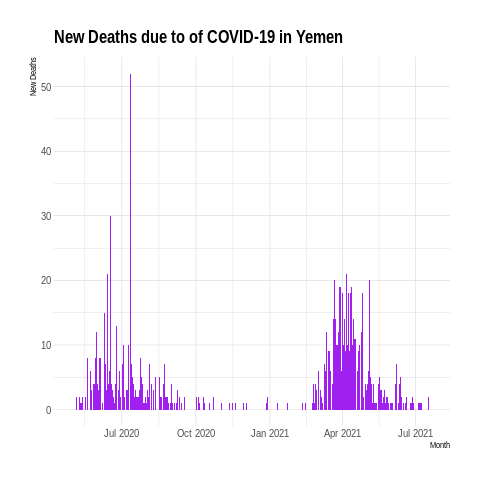 New Deaths due to of COVID-19 in Yemen
New Deaths
50
40
30
20
10
0
Jul 2020 Oct 2020 Jan 2021 Apr 2021 Jul 2021
Month